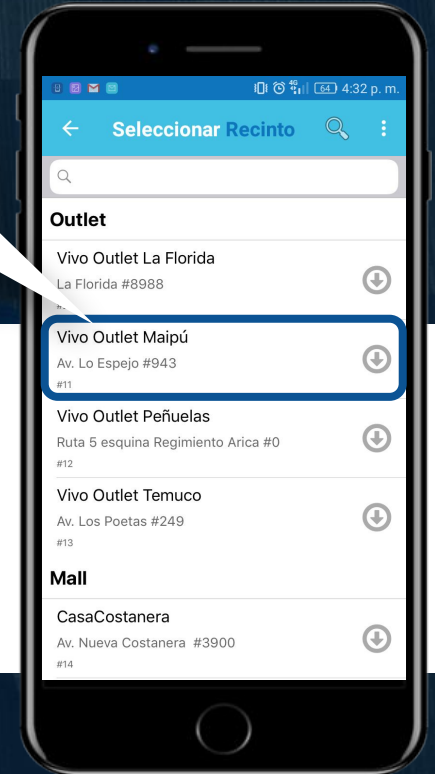 4G 64 4:32 p. m.
Seleccionar Recinto
Outlet
Vivo Outlet La Florida
La Florida #8988
Vivo Outlet Maipú
Av. Lo Espejo #943
#11
Vivo Outlet Peñuelas
Ruta 5 esquina Regimiento Arica #0
#12
Vivo Outlet Temuco
Av. Los Poetas #249
#13
Mall
CasaCostanera
Av. Nueva Costanera #3900
#14